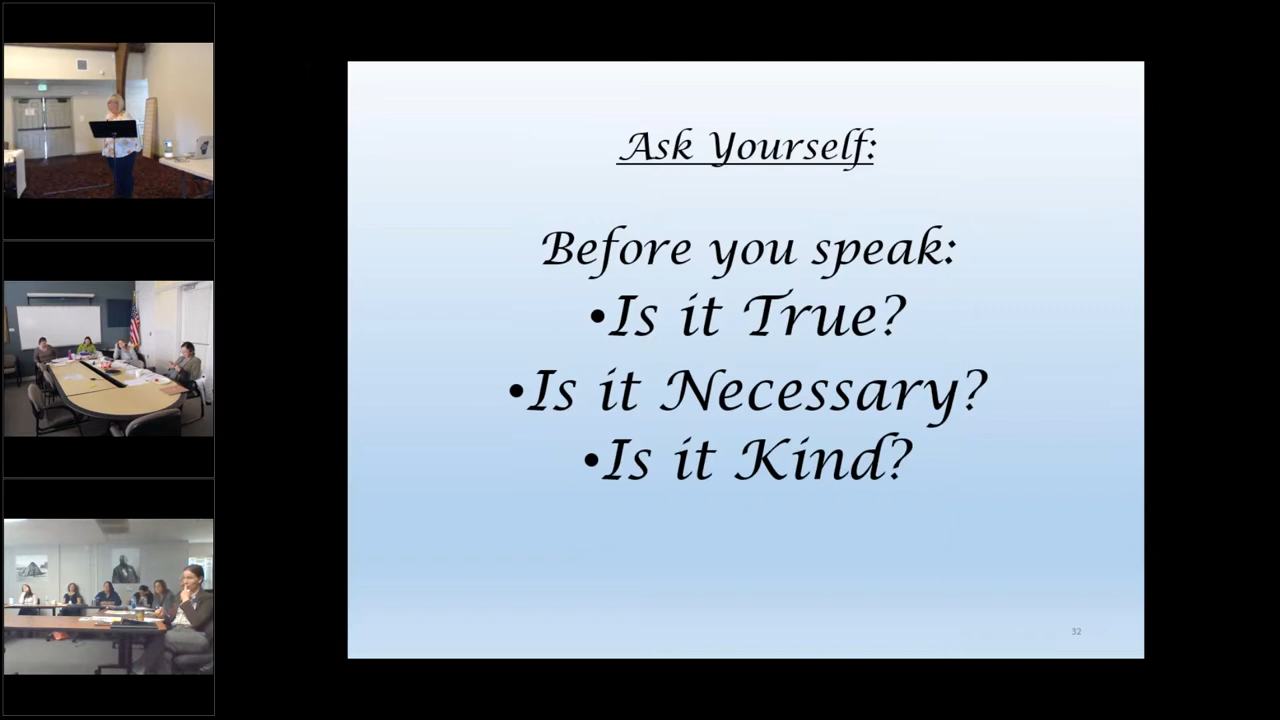 Ask Yourself:
Before you speak:
•Is it True?
•Is it Necessary?
•Is it Kind?
32